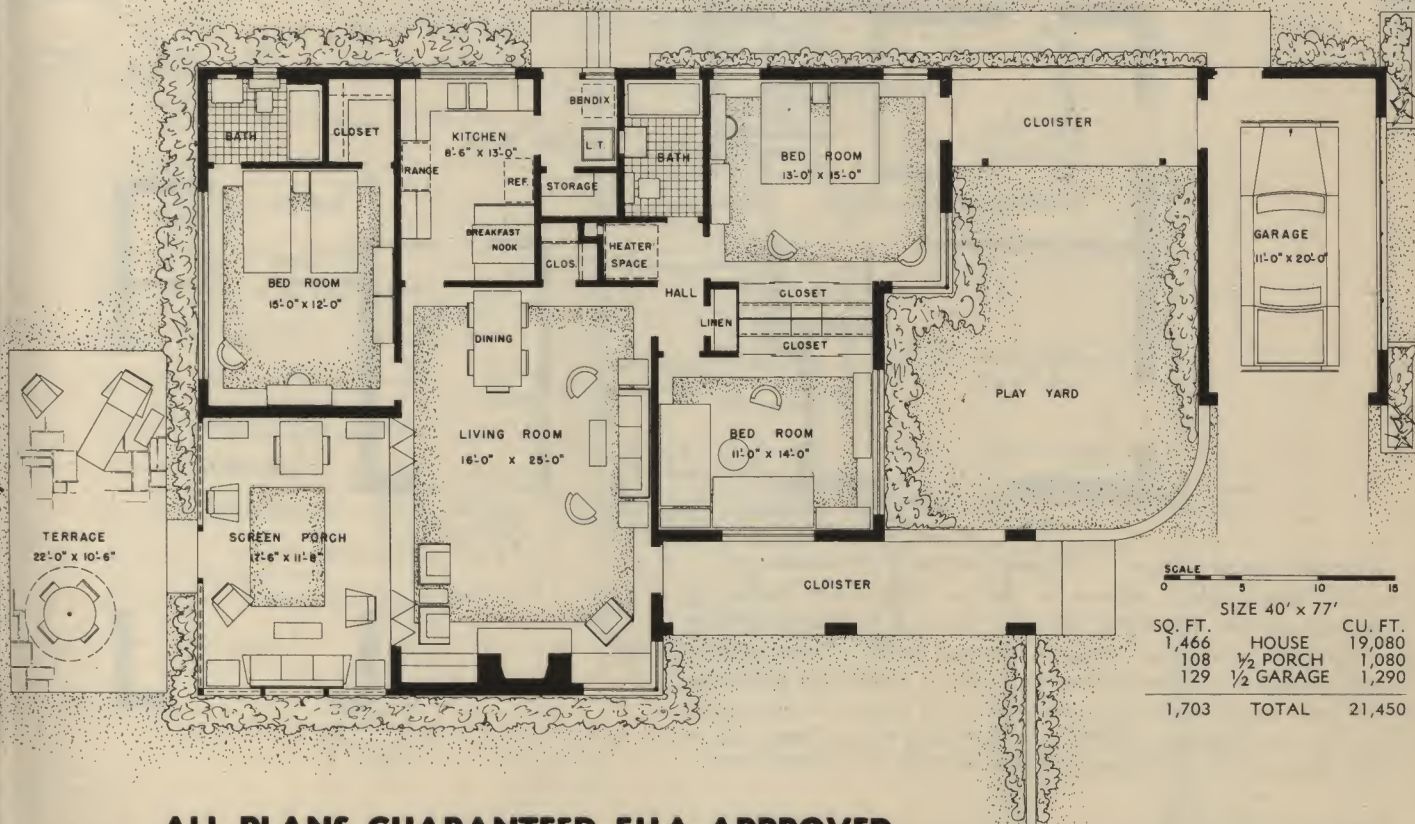 BATH
CLOSET
KITCHEN
8'-6" X 13'-0"
RANGE
REF.
BREAKFAST
NOOK
BENDIX
L.T.
STORAGE
CLOS.
HEATER
SPACE
BATH
BED ROOM
13'-0" X 15'-0"
CLOISTER
GARAGE
11'-0" X 20'-0"
BED ROOM
15'-0" X 12'-0"
DINING
HALL
LINEN
CLOSET
CLOSET
PLAY YARD
LIVING ROOM
16'-0" X 25'-0"
BED ROOM
11'-0" X 14'-0"
TERRACE
22'-0" X 10'-6"
SCREEN PORCH
17'-6" X 11'-8"
CLOISTER
SCALE
0 5 10 15
SIZE 40' x 77'
SQ. FT. CU. FT.
1,466 HOUSE 19,080
108 ½ PORCH 1,080
129 ½ GARAGE 1,290
1,703 TOTAL 21,450
ALL PLANS GUARANTEED FHA APPROVED